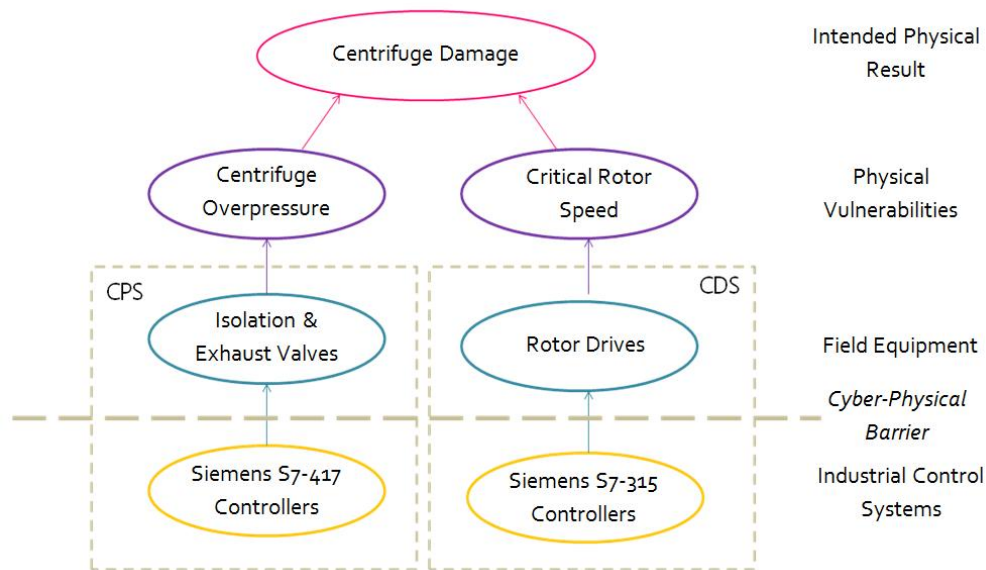 Centrifuge Damage
Intended Physical
Result
Centrifuge
Overpressure
Critical Rotor
Speed
Physical
Vulnerabilities
CPS
CDS
Isolation &
Exhaust Valves
Rotor Drives
Field Equipment
Cyber-Physical
Barrier
Siemens S7-417
Controllers
Siemens S7-315
Controllers
Industrial Control
Systems